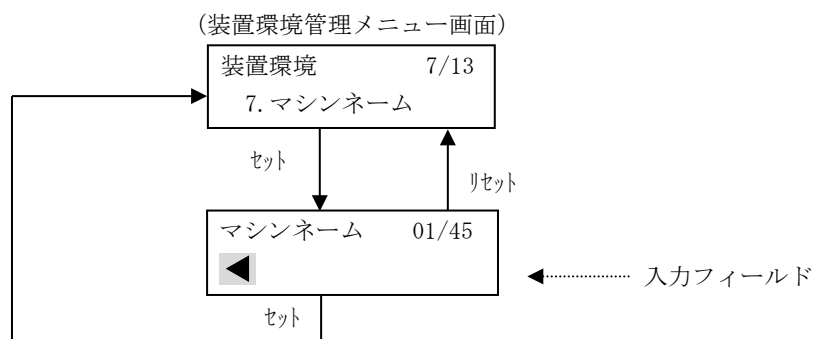 (装置環境管理メニュー画面)
装置環境 7/13
7.マシンネーム
ｾｯﾄ
ﾘｾｯﾄ
マシンネーム 01/45
◀
入力フィールド
ｾｯﾄ